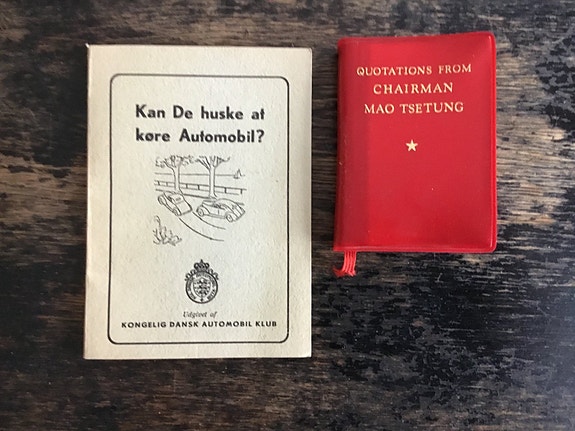 Kan De huske at
køre Automobil?
Udgivet af
KONGELIG DANSK AUTOMOBIL KLUB
QUOTATIONS FROM
CHAIRMAN
MAO TSETUNG